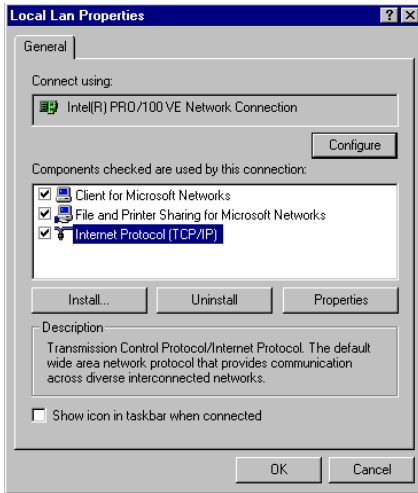 Local Lan Properties
General
Connect using:
Intel(R) PRO/100 VE Network Connection
Configure
Components checked are used by this connection:
Client for Microsoft Networks
File and Printer Sharing for Microsoft Networks
Internet Protocol (TCP/IP)
Install... Uninstall Properties
Description
Transmission Control Protocol/Internet Protocol. The default
wide area network protocol that provides communication
across diverse interconnected networks.
Show icon in taskbar when connected
OK Cancel